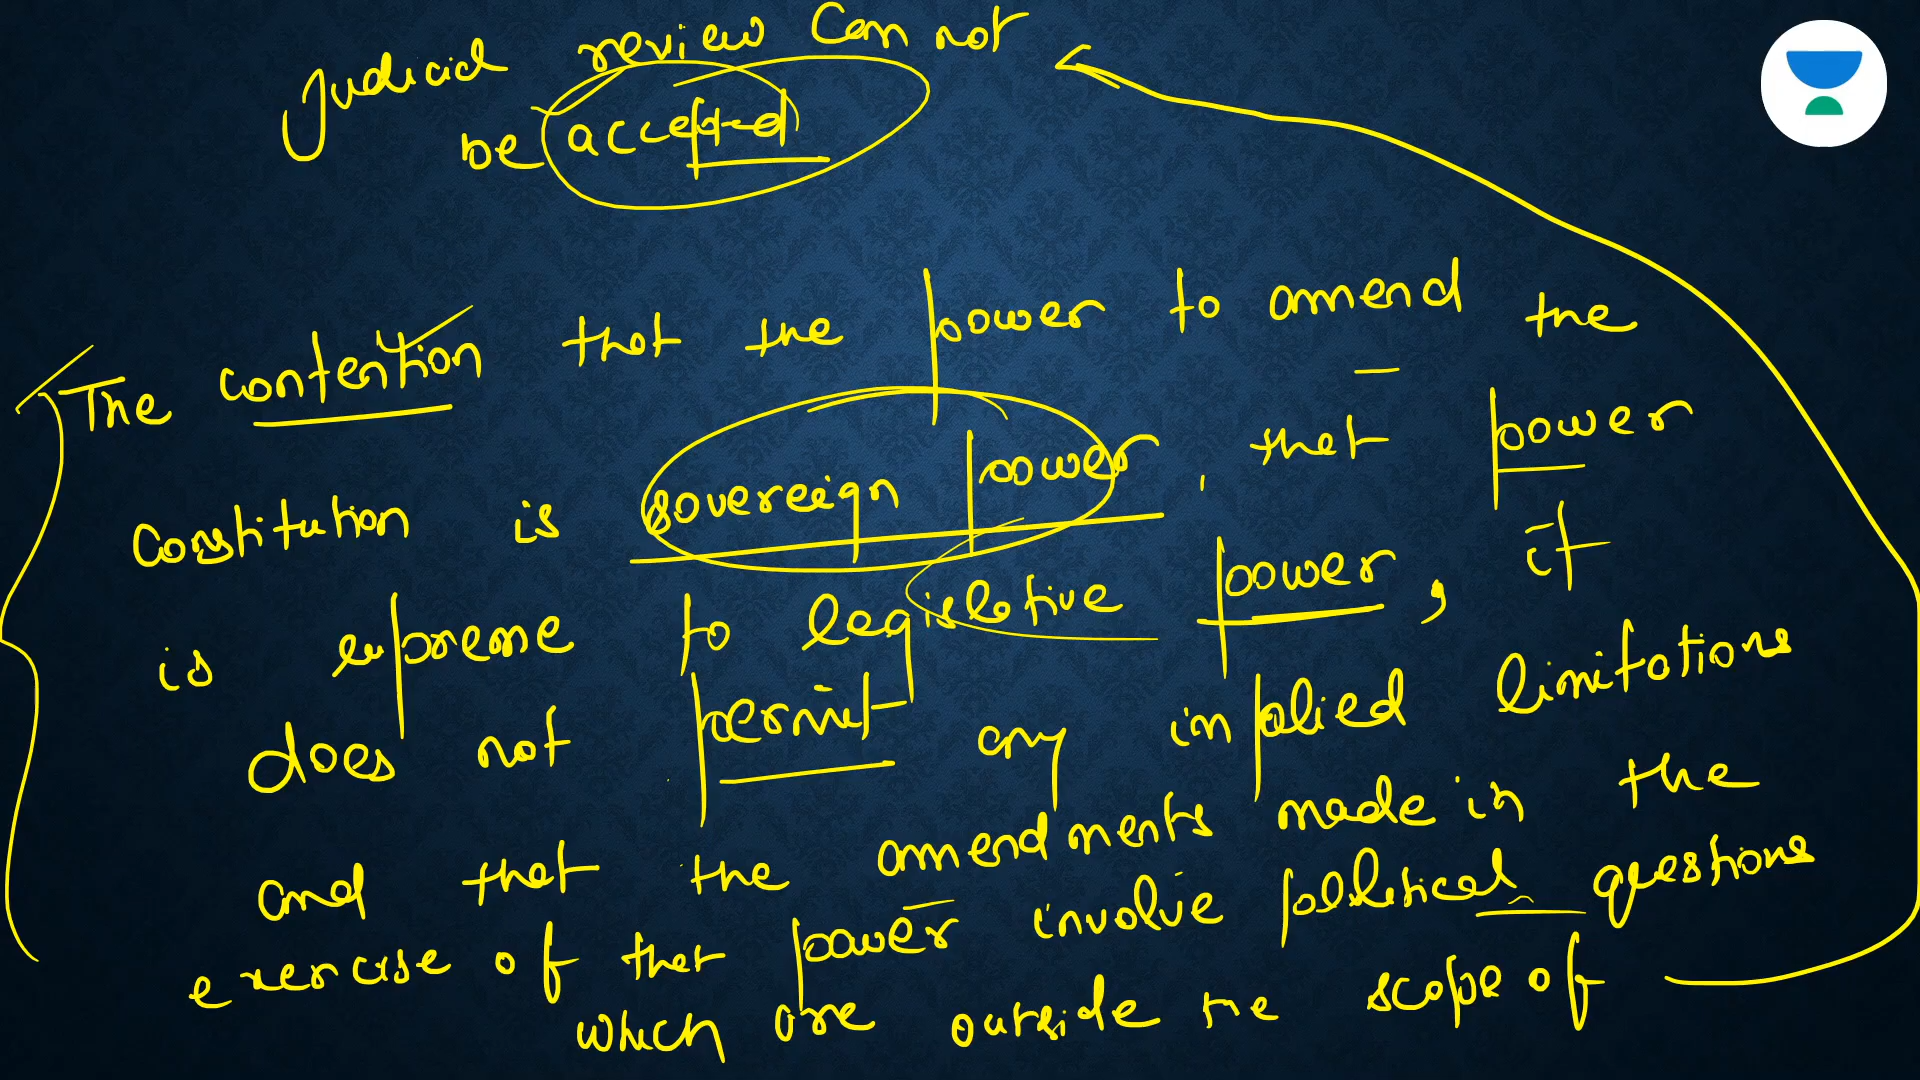 Judicial review can not
be accepted
The contention that the power to amend the
Constitution is sovereign power, that power
is supreme to legislative power, it
does not permit any implied limitations
and that the amendments made in the
exercise of that power involve political questions
which are outside the scope of